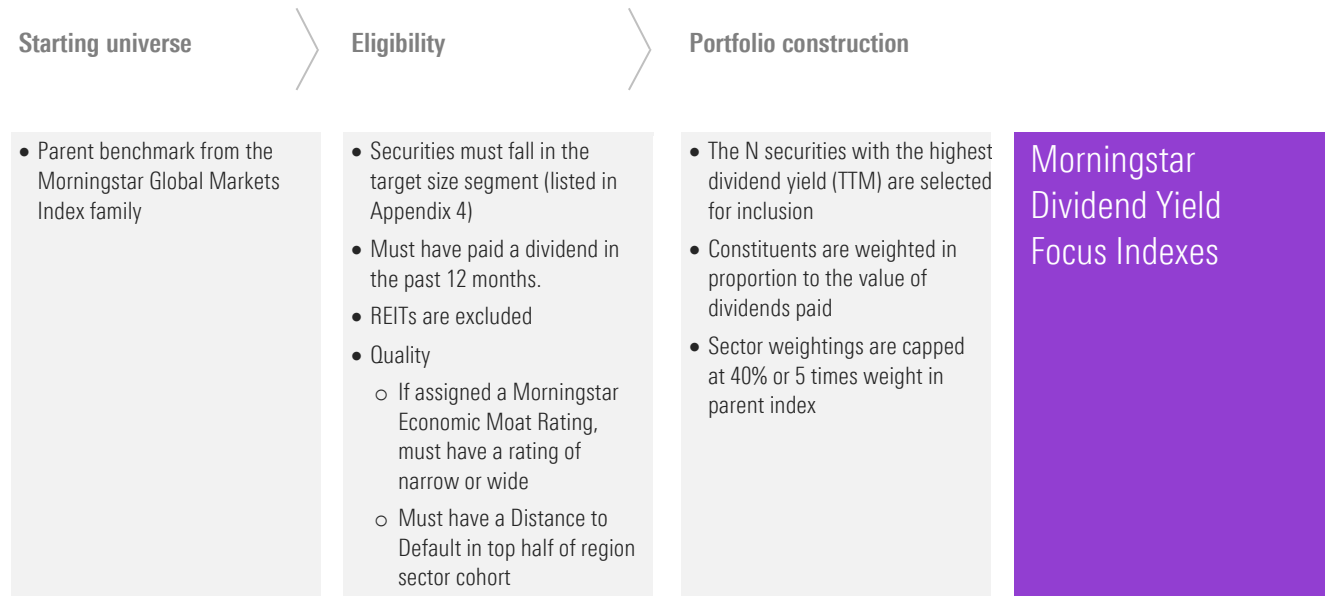 Starting universe
Eligibility
Portfolio construction
• Parent benchmark from the
Morningstar Global Markets
Index family
• Securities must fall in the
target size segment (listed in
Appendix 4)
• Must have paid a dividend in
the past 12 months.
• REITs are excluded
• Quality
o If assigned a Morningstar
Economic Moat Rating,
must have a rating of
narrow or wide
o Must have a Distance to
Default in top half of region
sector cohort
• The N securities with the highest
dividend yield (TTM) are selected
for inclusion
• Constituents are weighted in
proportion to the value of
dividends paid
• Sector weightings are capped
at 40% or 5 times weight in
parent index
Morningstar
Dividend Yield
Focus Indexes